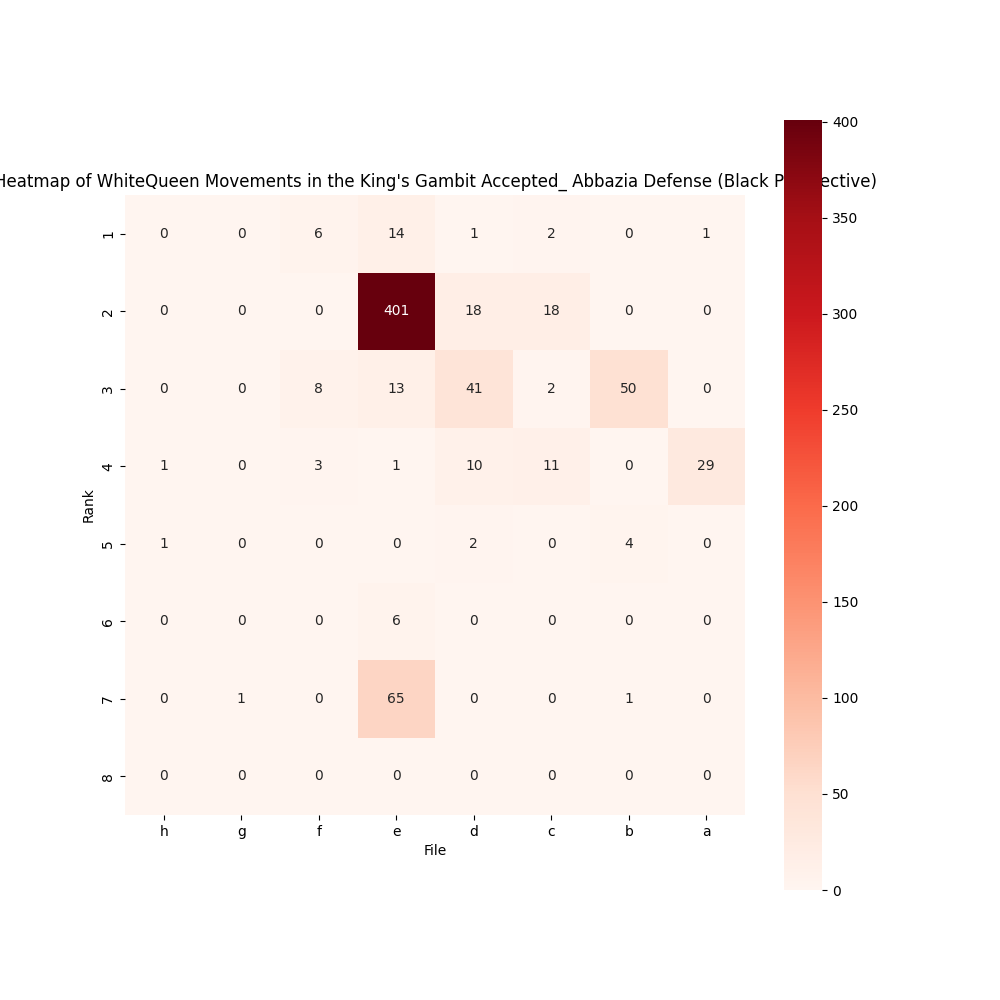 Heatmap of WhiteQueen Movements in the King's Gambit Accepted_ Abbazia Defense (Black P ective)
400
350
300
250
200
150
100
50
0
Rank
1 0 0 6 14 1 2 0 1
2 0 0 0 401 18 18 0 0
3 0 0 8 13 41 2 50 0
4 1 0 3 1 10 11 0 29
5 1 0 0 0 2 0 4 0
6 0 0 0 6 0 0 0 0
7 0 1 0 65 0 0 1 0
8 0 0 0 0 0 0 0 0
h g f e d c b a
File